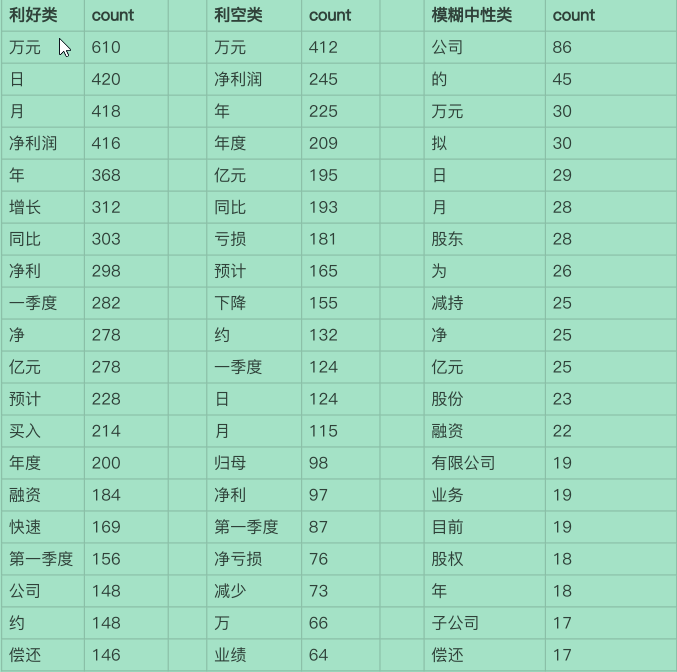 利好类 count 利空类 count 模糊中性类 count
万元 610 万元 412 公司 86
日 420 净利润 245 的 45
月 418 年 225 万元 30
净利润 416 年度 209 拟 30
年 368 亿元 195 日 29
增长 312 同比 193 月 28
同比 303 亏损 181 股东 28
净利 298 预计 165 为 26
一季度 282 下降 155 减持 25
净 278 约 132 净 25
亿元 278 一季度 124 亿元 25
预计 228 日 124 股份 23
买入 214 月 115 融资 22
年度 200 归母 98 有限公司 19
融资 184 净利 97 业务 19
快速 169 第一季度 87 目前 19
第一季度 156 净亏损 76 股权 18
公司 148 减少 73 年 18
约 148 万 66 子公司 17
偿还 146 业绩 64 偿还 17